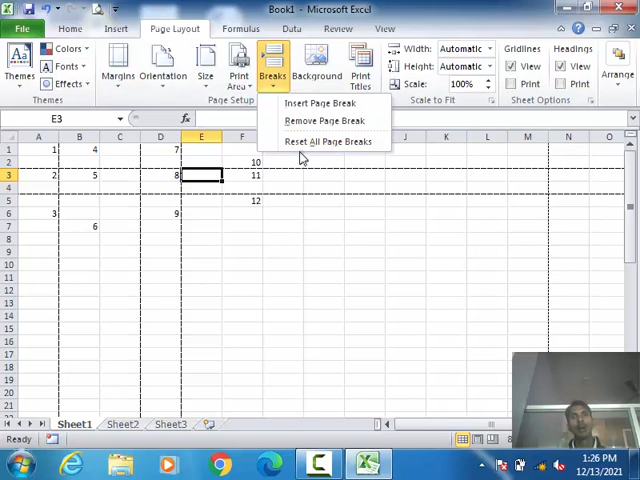 Book1 - Microsoft Excel
File Home Insert Page Layout Formulas Data Review View
Themes
Colors
Fonts
Effects
Margins
Orientation
Size
Print Area
Breaks
Background
Print Titles
Width: Automatic
Height: Automatic
Scale: 100%
Gridlines
View
Print
Headings
View
Print
Arrange
Themes Page Setup Scale to Fit Sheet Options
Insert Page Break
Remove Page Break
Reset All Page Breaks
E3
fx
A B C D E F J K L M N O
1 1 4 7
2 10
3 2 5 8 11
4
5 12
6 3 9
7 6
8
9
10
11
12
13
14
15
16
17
18
19
20
21
Sheet1 Sheet2 Sheet3
Ready
1:26 PM
12/13/2021